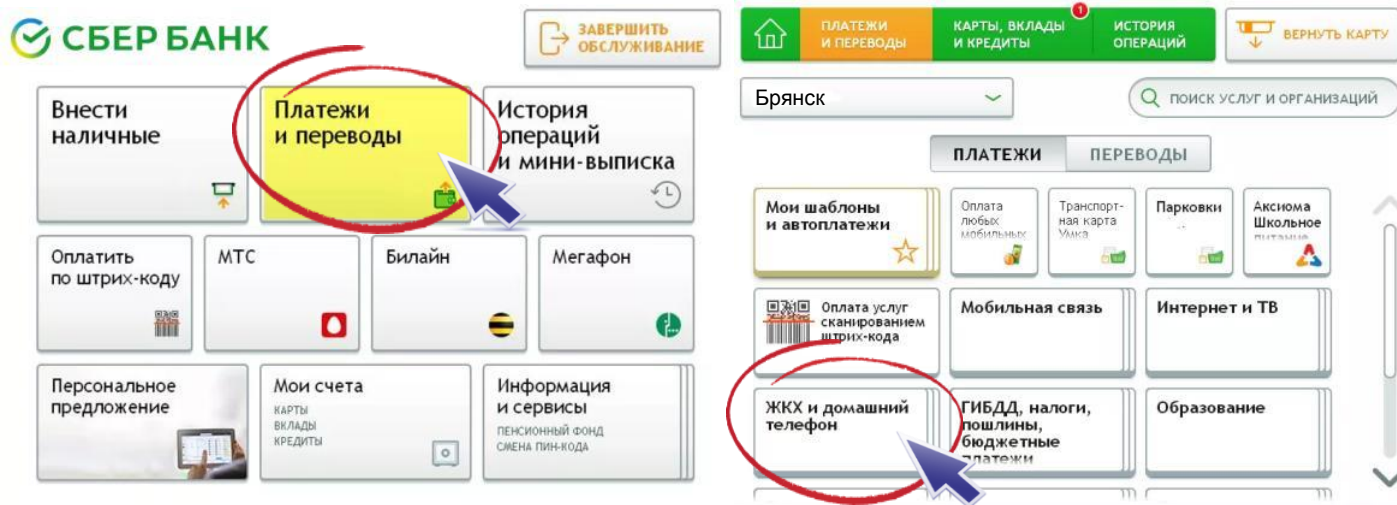 СБЕР БАНК
ЗАВЕРШИТЬ
ОБСЛУЖИВАНИЕ
Внести
наличные
Платежи
и переводы
История
операций
и мини-выписка
Оплатить
по штрих-коду
МТС
Билайн
Мегафон
Персональное
предложение
Мои счета
КАРТЫ
ВКЛАДЫ
КРЕДИТЫ
Информация
и сервисы
ПЕНСИОННЫЙ ФОНД
СМЕНА ПИН-КОДА
ПЛАТЕЖИ
И ПЕРЕВОДЫ
КАРТЫ, ВКЛАДЫ
И КРЕДИТЫ
1
ИСТОРИЯ
ОПЕРАЦИЙ
ВЕРНУТЬ КАРТУ
Брянск
ПОИСК УСЛУГ И ОРГАНИЗАЦИЙ
ПЛАТЕЖИ
ПЕРЕВОДЫ
Мои шаблоны
и автоплатежи
Оплата
любых
мобильных
Транспорт-
ная карта
Умка
Парковки
Аксиома
Школьное
питание
Оплата услуг
сканированием
штрих-кода
Мобильная связь
Интернет и ТВ
ЖКХ и домашний
телефон
ГИБДД, налоги,
пошлины,
бюджетные
платежи
Образование